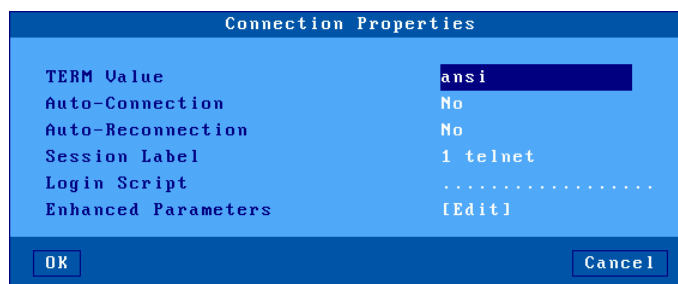 Connection Properties
TERM Value ansi
Auto-Connection No
Auto-Reconnection No
Session Label 1 telnet
Login Script ..................
Enhanced Parameters [Edit]
OK Cancel